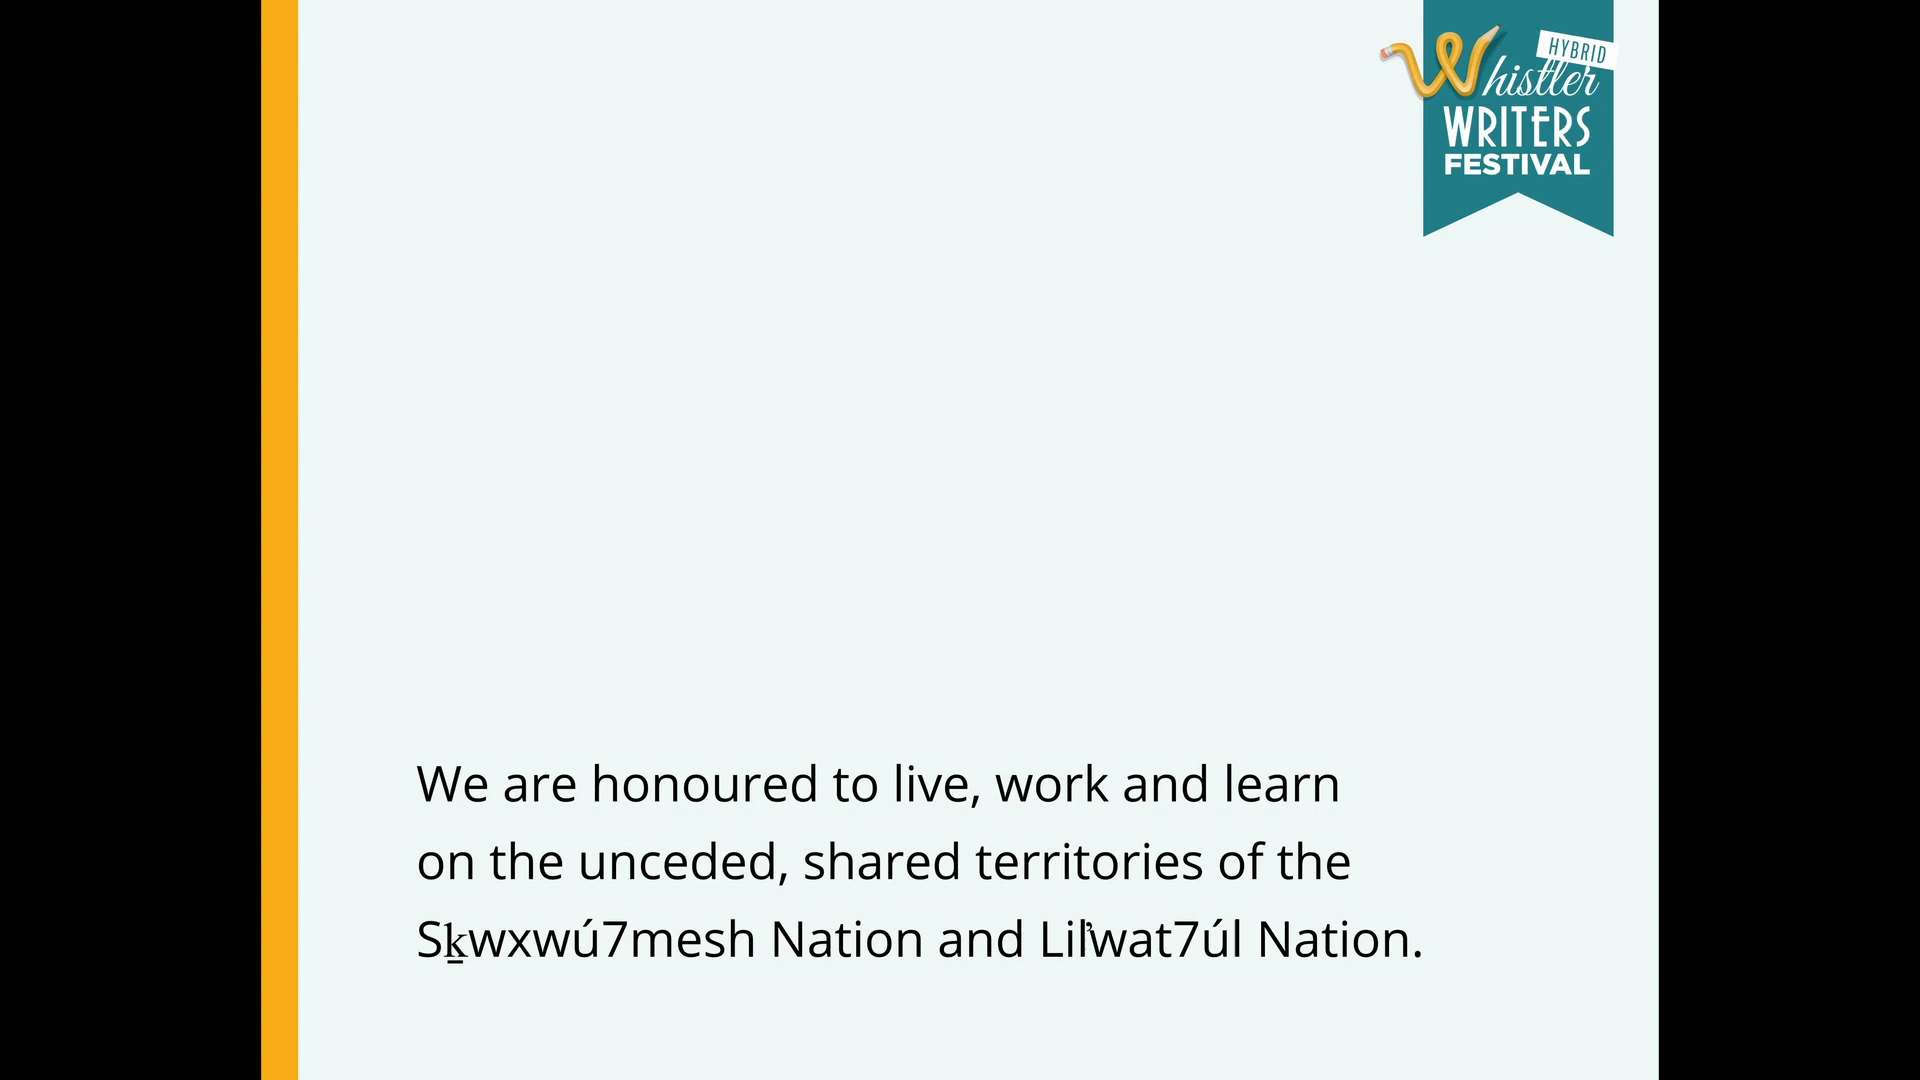 HYBRID
Whistler
WRITERS
FESTIVAL
We are honoured to live, work and learn
on the unceded, shared territories of the
Sḵwxwú7mesh Nation and Lil̓wat7úl Nation.